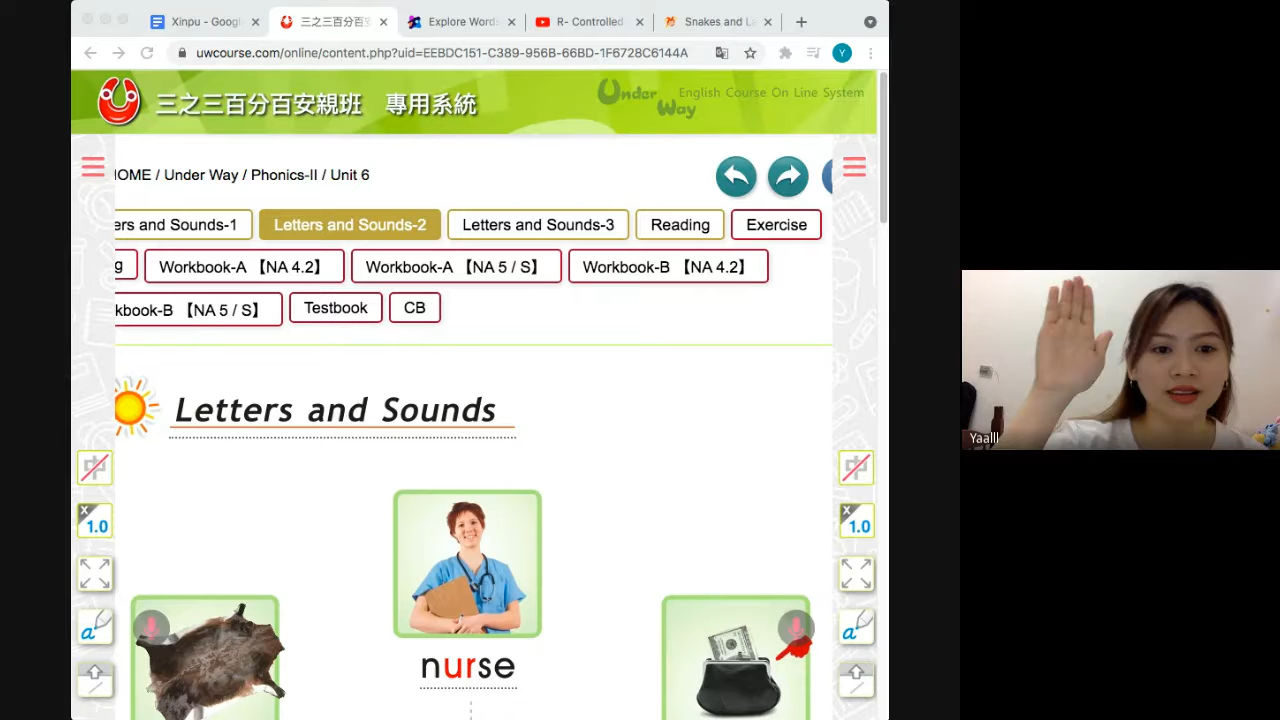 Xinpu - Goog
三之三百分百安
Explore Word
R- Controlled
Snakes and L
uwcourse.com/online/content.php?uid=EEBDC151-C389-956B-66BD-1F6728C6144A
Y
三之三百分百安親班 專用系統
Under Way
English Course On Line System
HOME / Under Way / Phonics-II / Unit 6
ers and Sounds-1
Letters and Sounds-2
Letters and Sounds-3
Reading
Exercise
g
Workbook-A 【NA 4.2】
Workbook-A 【NA 5 / S】
Workbook-B 【NA 4.2】
kbook-B 【NA 5 / S】
Testbook
CB
Letters and Sounds
中
中
X 1.0
X 1.0
a
a
nurse
Yaalll